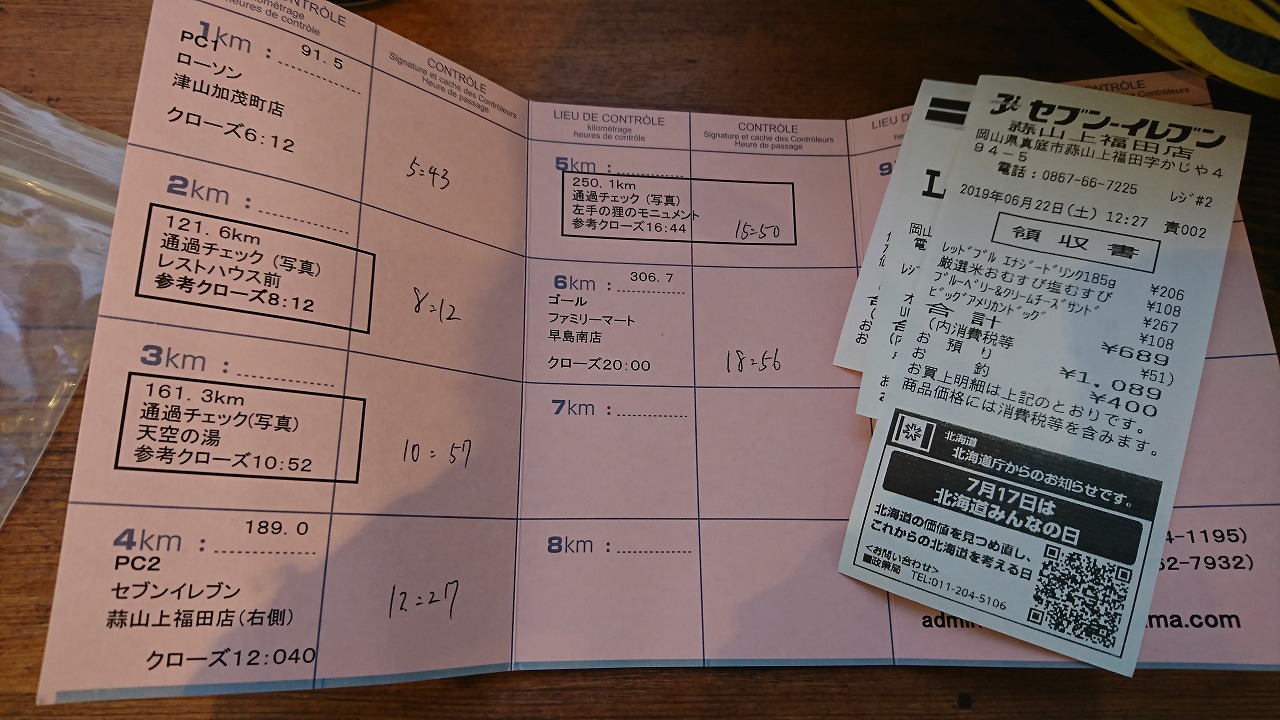 CONTRÔLE
kilométrage
heures de contrôle
1km : 91.5
PC1
ローソン
津山加茂町店
クローズ6:12
CONTRÔLE
Signature et cache des Contrôleurs
Heure de passage
5:43
2km :
121.6km
通過チェック (写真)
レストハウス前
参考クローズ8:12
8:12
3km :
161.3km
通過チェック(写真)
天空の湯
参考クローズ10:52
10:57
4km : 189.0
PC2
セブンイレブン
蒜山上福田店(右側)
クローズ12:040
12:27
LIEU DE CONTRÔLE
kilométrage
heures de contrôle
CONTRÔLE
Signature et cache des Contrôleurs
Heure de passage
5km :
250.1km
通過チェック (写真)
左手の狸のモニュメント
参考クローズ16:44
15:50
6km : 306.7
ゴール
ファミリーマート
早島南店
クローズ20:00
18:56
7km :
8km :
LIEU D
CONTRÔLE
9
4-1195)
62-7932)
admin
ma.com
セブン-イレブン
蒜山上福田店
岡山県真庭市蒜山上福田字かじや4
94-5
電話:0867-66-7225 レジ#2
2019年06月22日(土) 12:27 責002
領収書
レッドブル エナジードリンク185g ¥206
厳選米おむすび塩むすび ¥108
ブルーベリー&クリームチーズサンド ¥267
ビッグアメリカンドッグ ¥108
合計 ¥689
(内消費税等 ¥51)
お預り ¥1,089
お釣 ¥400
お買上明細は上記のとおりです。
商品価格には消費税等を含みます。
北海道
北海道庁からのお知らせです。
7月17日は
北海道みんなの日
北海道の価値を見つめ直し、
これからの北海道を考える日
<お問い合わせ>
■政策局
TEL:011-204-5106